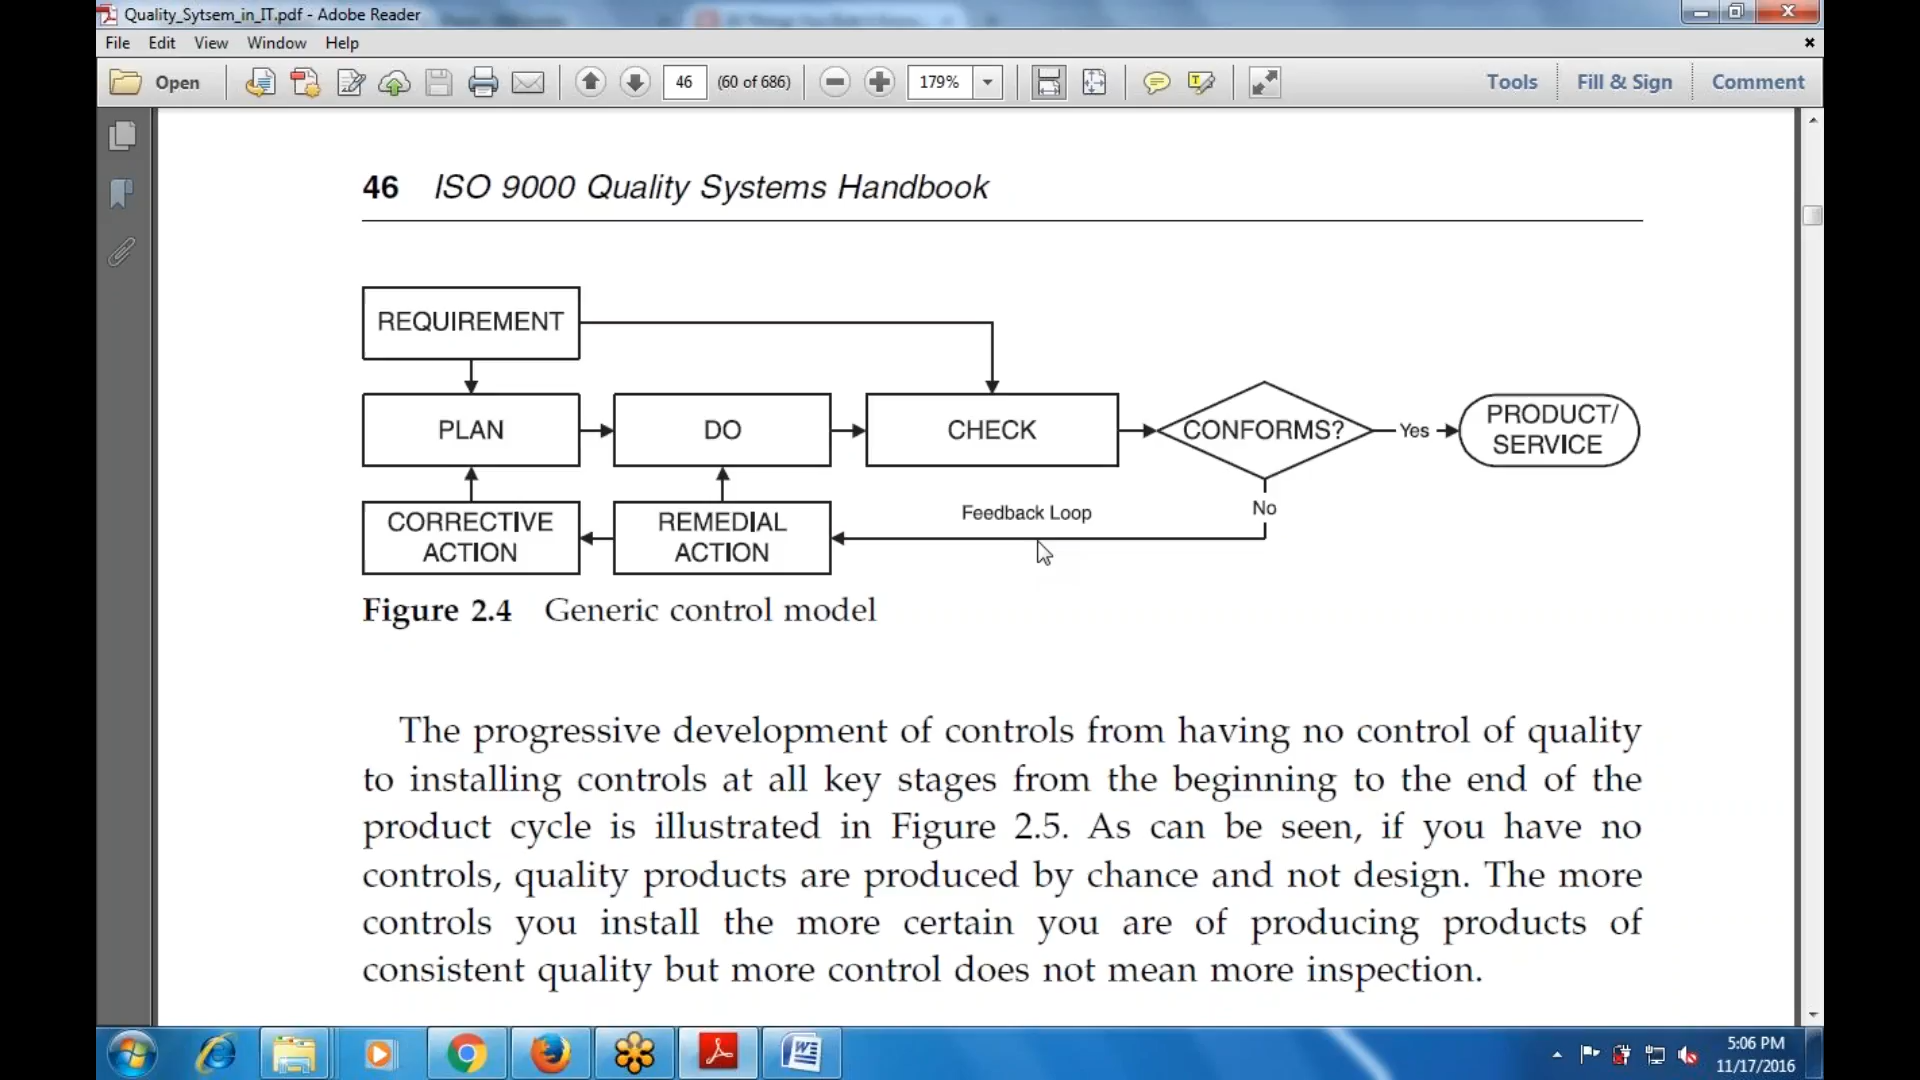 Quality_Sytsem_in_IT.pdf - Adobe Reader
File Edit View Window Help
Open 46 (60 of 686) 179% Tools Fill & Sign Comment
46 ISO 9000 Quality Systems Handbook
REQUIREMENT
PLAN DO CHECK CONFORMS? Yes PRODUCT/
SERVICE
No
Feedback Loop
CORRECTIVE
ACTION
REMEDIAL
ACTION
Figure 2.4 Generic control model
The progressive development of controls from having no control of quality
to installing controls at all key stages from the beginning to the end of the
product cycle is illustrated in Figure 2.5. As can be seen, if you have no
controls, quality products are produced by chance and not design. The more
controls you install the more certain you are of producing products of
consistent quality but more control does not mean more inspection.
5:06 PM
11/17/2016